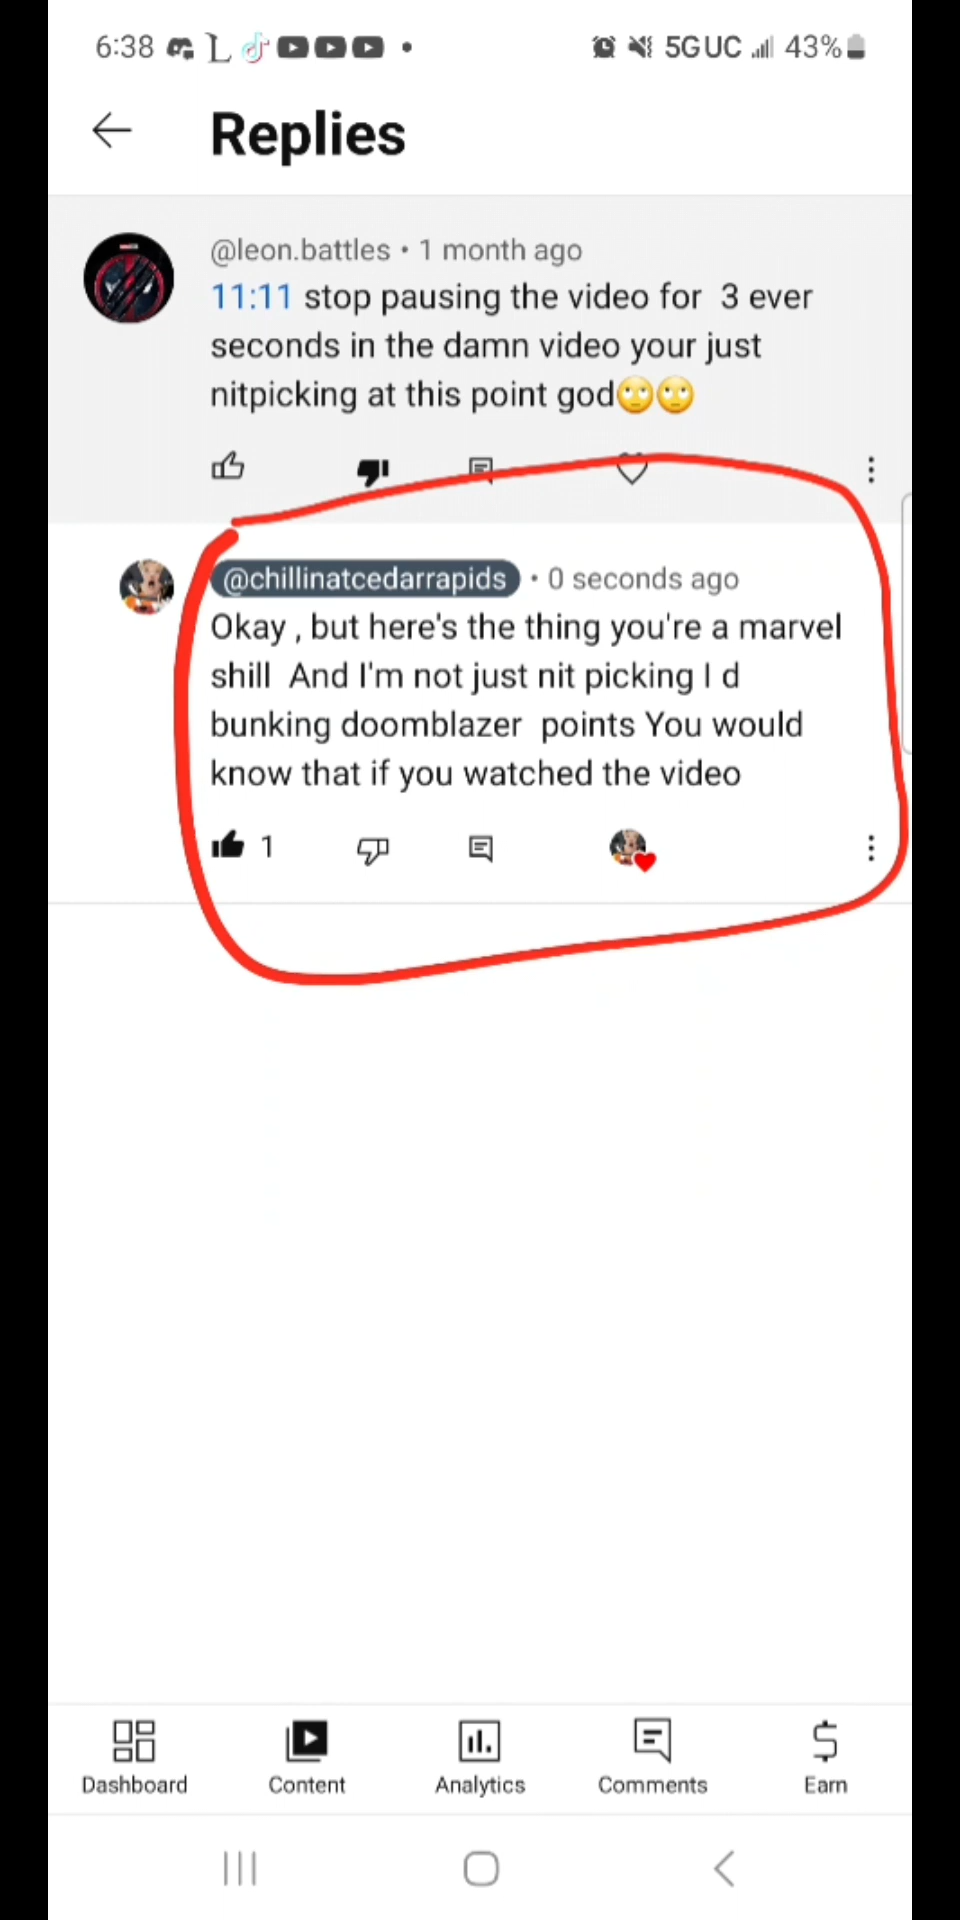 6:38 5G UC 43%
Replies
@leon.battles • 1 month ago
11:11 stop pausing the video for 3 ever
seconds in the damn video your just
nitpicking at this point god🙄🙄
@chillinatcedarrapids • 0 seconds ago
Okay , but here's the thing you're a marvel
shill And I'm not just nit picking I d
bunking doomblazer points You would
know that if you watched the video
1
Dashboard Content Analytics Comments Earn